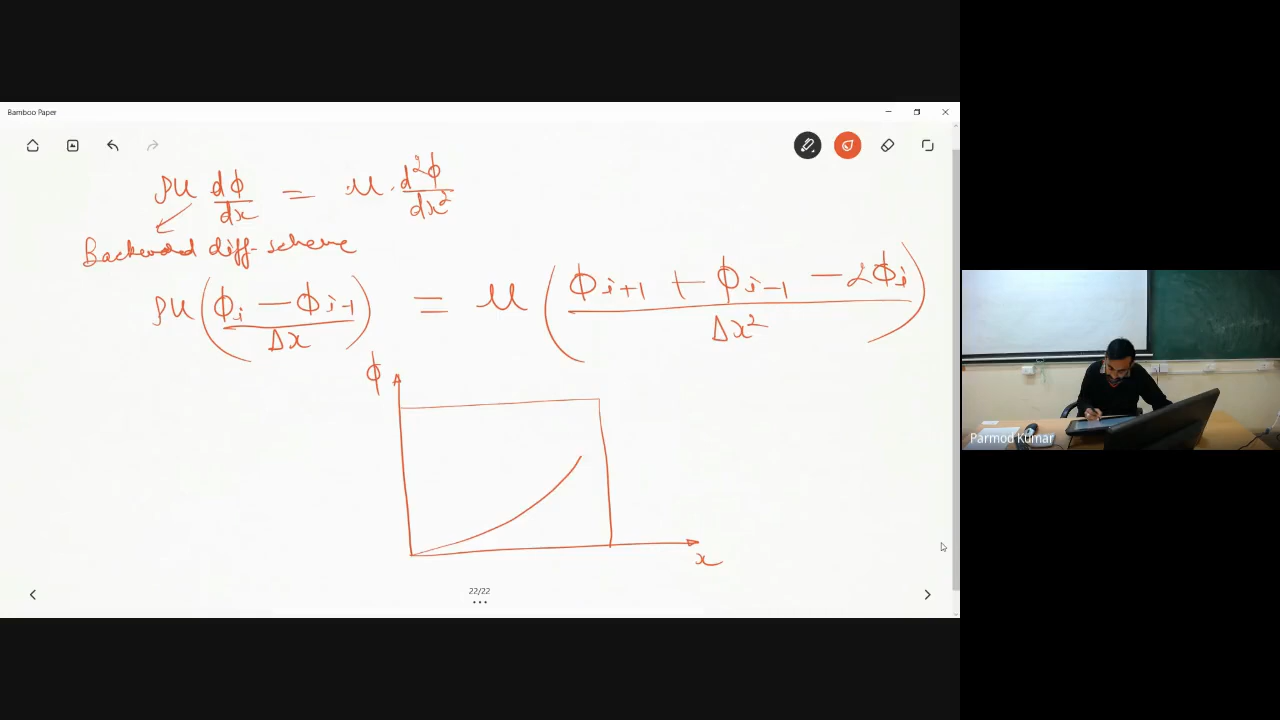 Bamboo Paper
ρu dϕ/dx = μ · d²ϕ/dx²
Backward diff- scheme
ρu (ϕi − ϕi-1 / Δx) = μ (ϕi+1 + ϕi-1 − 2ϕi / Δx²)
ϕ
x
22/22
Parmod Kumar